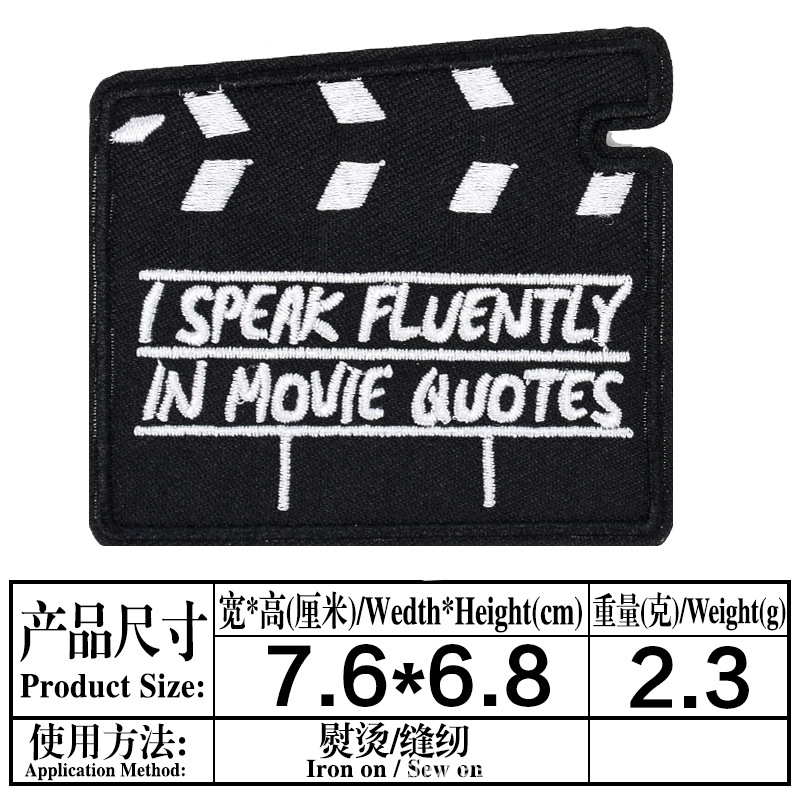 I SPEAK FLUENTLY
IN MOVIE QUOTES
产品尺寸
Product Size:
宽*高(厘米)/Wedth*Height(cm)
重量(克)/Weight(g)
7.6*6.8
2.3
使用方法:
Application Method:
熨烫/缝纫
Iron on / Sew on